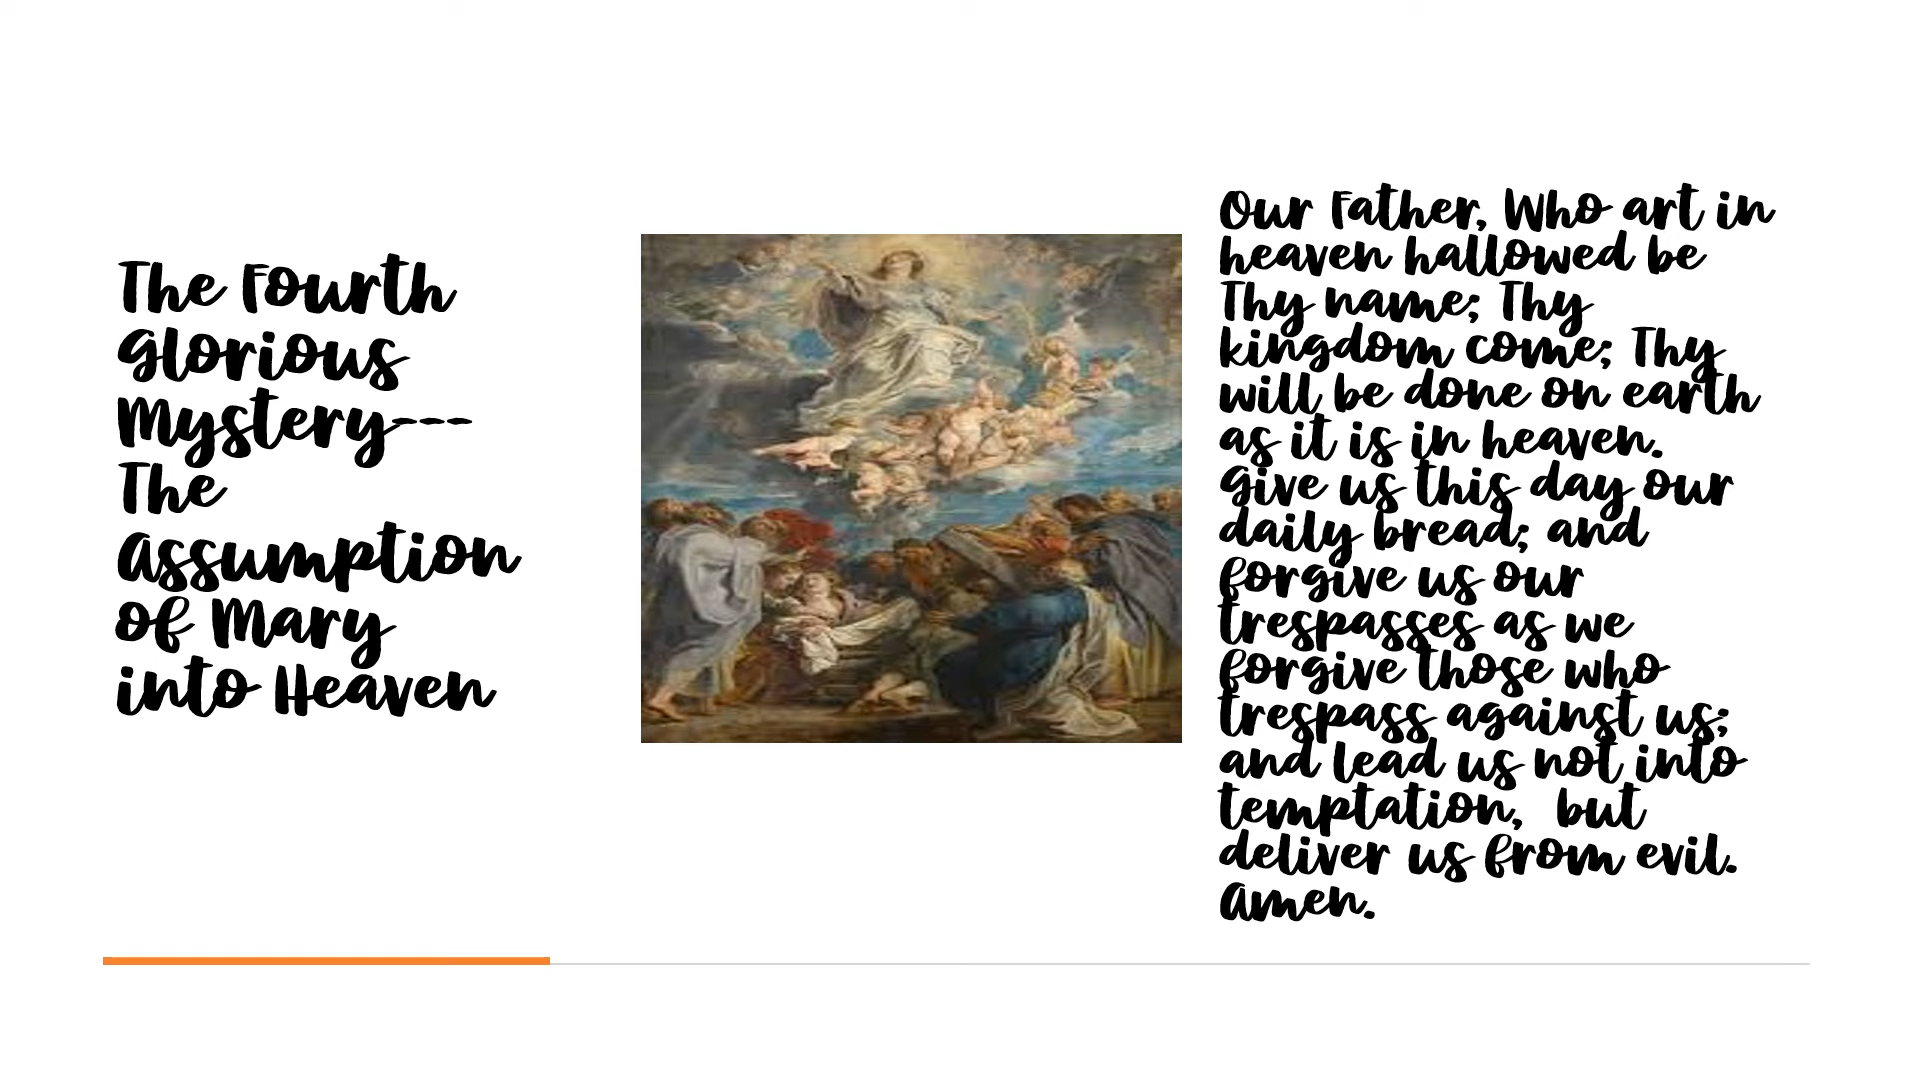 The Fourth
Glorious
Mystery---
The
Assumption
of Mary
into Heaven
Our Father, Who art in
heaven hallowed be
Thy name; Thy
kingdom come; Thy
will be done on earth
as it is in heaven.
Give us this day our
daily bread; and
forgive us our
trespasses as we
forgive those who
trespass against us;
and lead us not into
temptation,  but
deliver us from evil.
Amen.